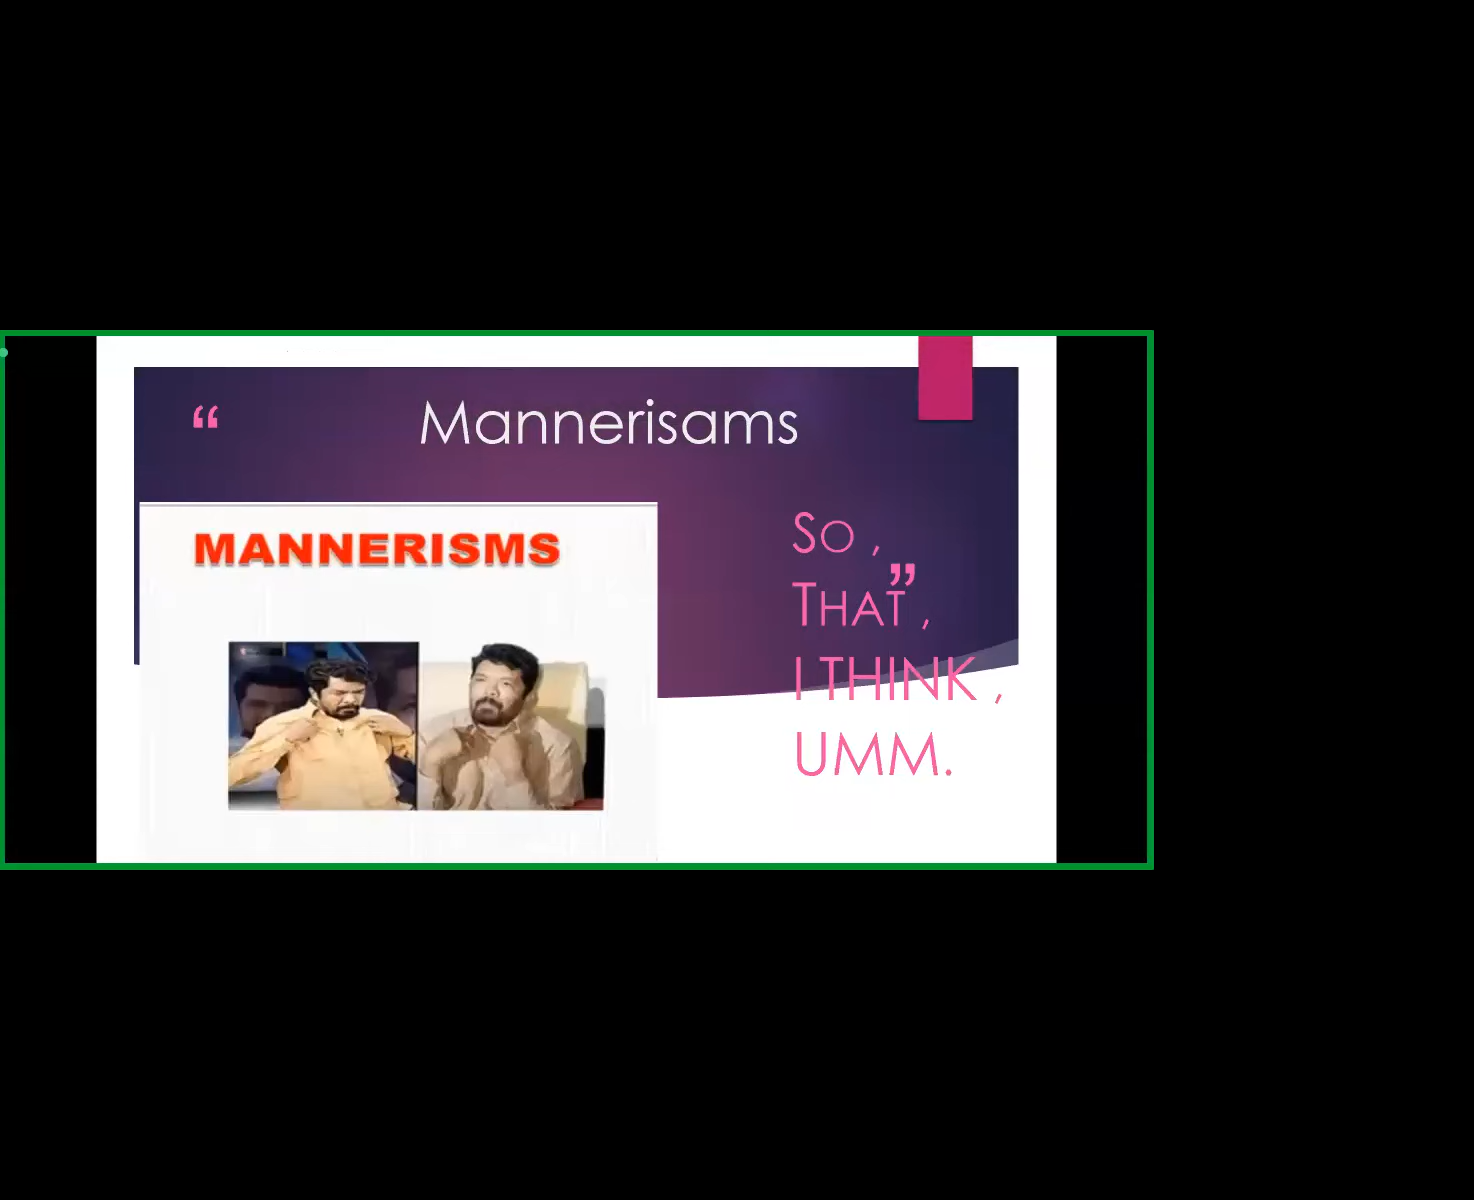 “ Mannerisams
MANNERISMS
SO ,
THAT ,
”
I THINK ,
UMM.